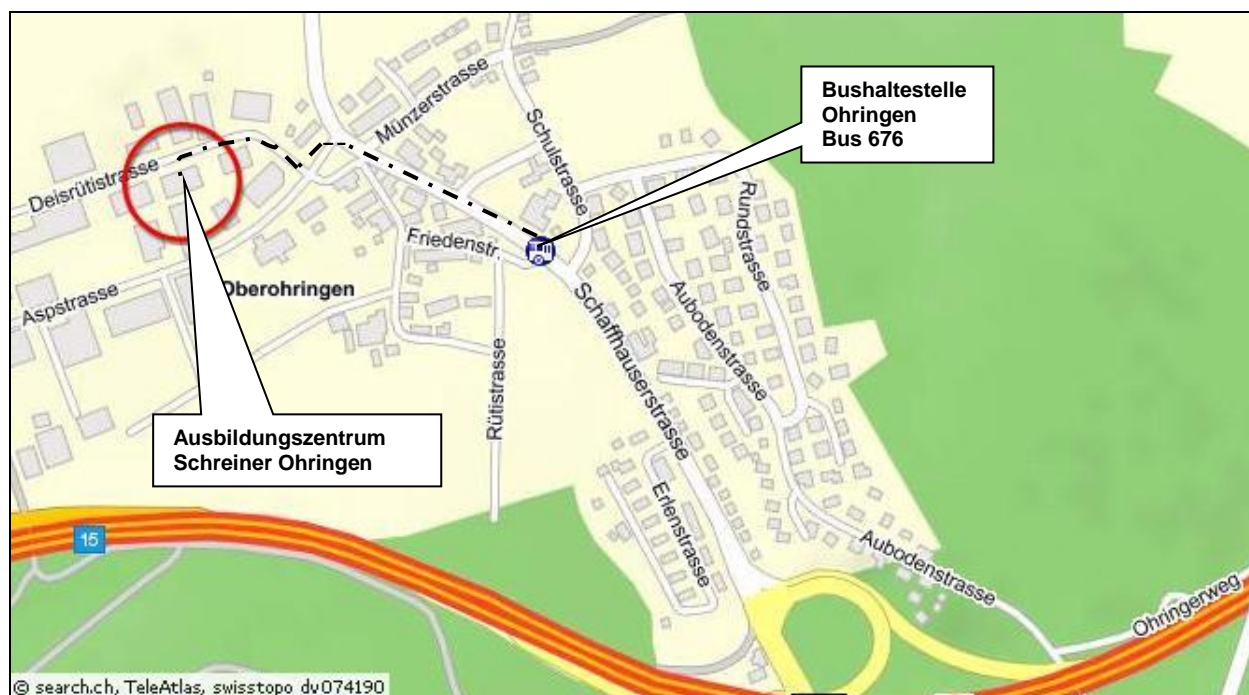 Bushaltestelle
Ohringen
Bus 676
Münzerstrasse
Schulstrasse
Deisrütistrasse
Rundstrasse
Friedenstr.
Aspstrasse
Oberohringen
Schaffhauserstrasse
Aubodenstrasse
Rütistrasse
Ausbildungszentrum
Schreiner Ohringen
Erlenstrasse
15
Aubodenstrasse
Ohringerweg
© search.ch, TeleAtlas, swisstopo dv074190